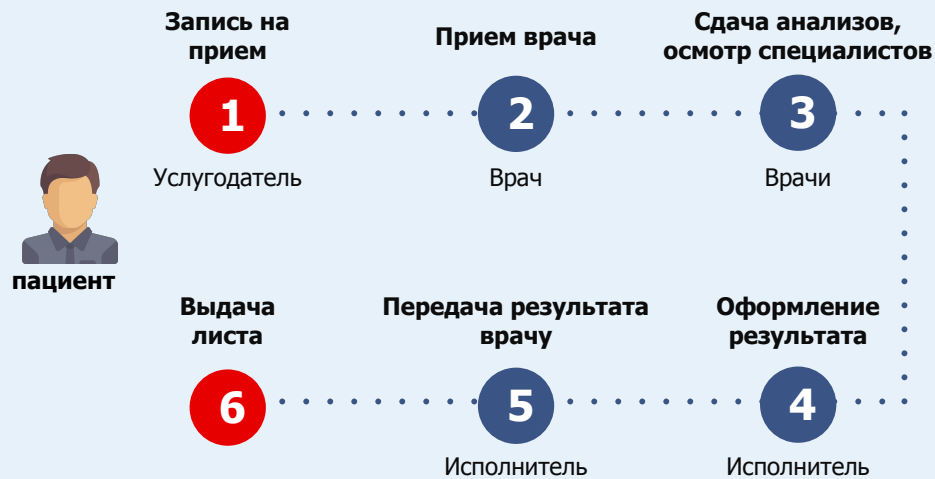 Запись на
прием
Прием врача
Сдача анализов,
осмотр специалистов
1
2
3
Услугодатель
Врач
Врачи
пациент
Выдача
листа
Передача результата
врачу
Оформление
результата
6
5
4
Исполнитель
Исполнитель